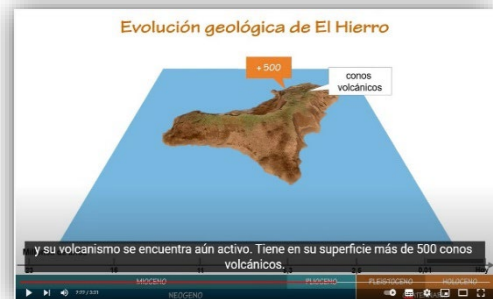 Evolución geológica de El Hierro
+500
conos
volcánicos
y su volcanismo se encuentra aún activo. Tiene en su superficie más de 500 conos
volcánicos.
MIOCENO
PLIOCENO
PLEISTOCENO
HOLOCENO
NEÓGENO